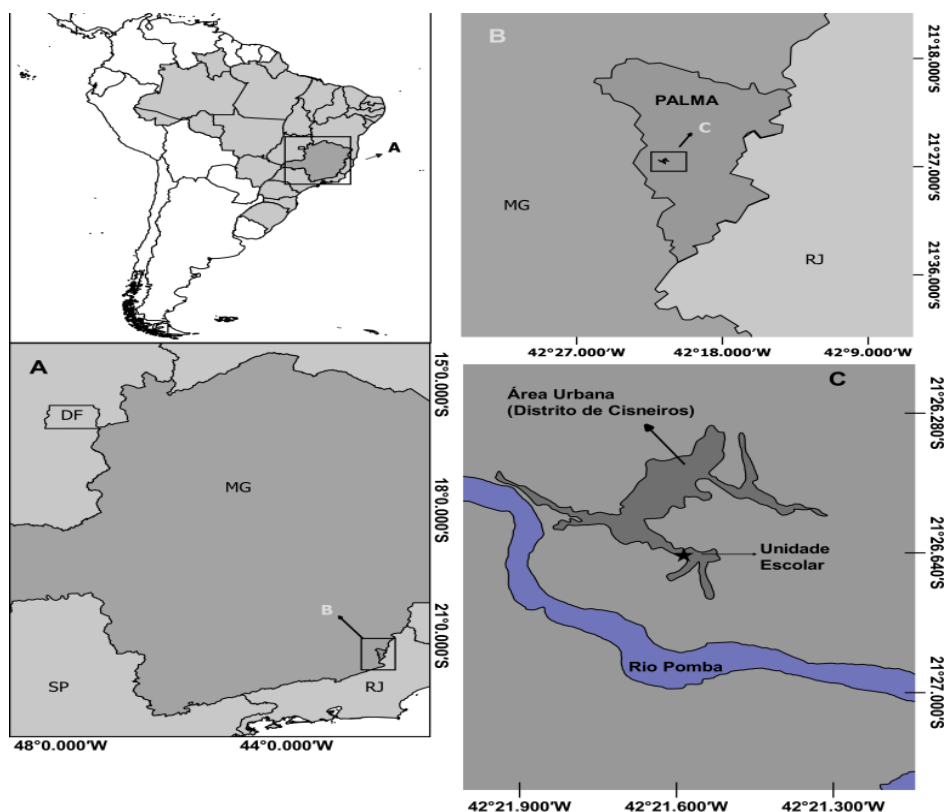 A
B
PALMA
C
MG
RJ
21°18.000'S
21°27.000'S
21°36.000'S
42°27.000'W
42°18.000'W
42°9.000'W
A
DF
MG
B
SP
RJ
15°0.000'S
18°0.000'S
21°0.000'S
48°0.000'W
44°0.000'W
C
Área Urbana
(Distrito de Cisneiros)
Unidade
Escolar
Rio Pomba
21°26.280'S
21°26.640'S
21°27.000'S
42°21.900'W
42°21.600'W
42°21.300'W